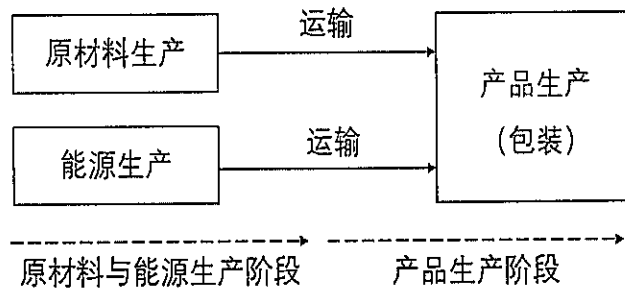 原材料生产
运输
产品生产
(包装)
能源生产
运输
原材料与能源生产阶段
产品生产阶段